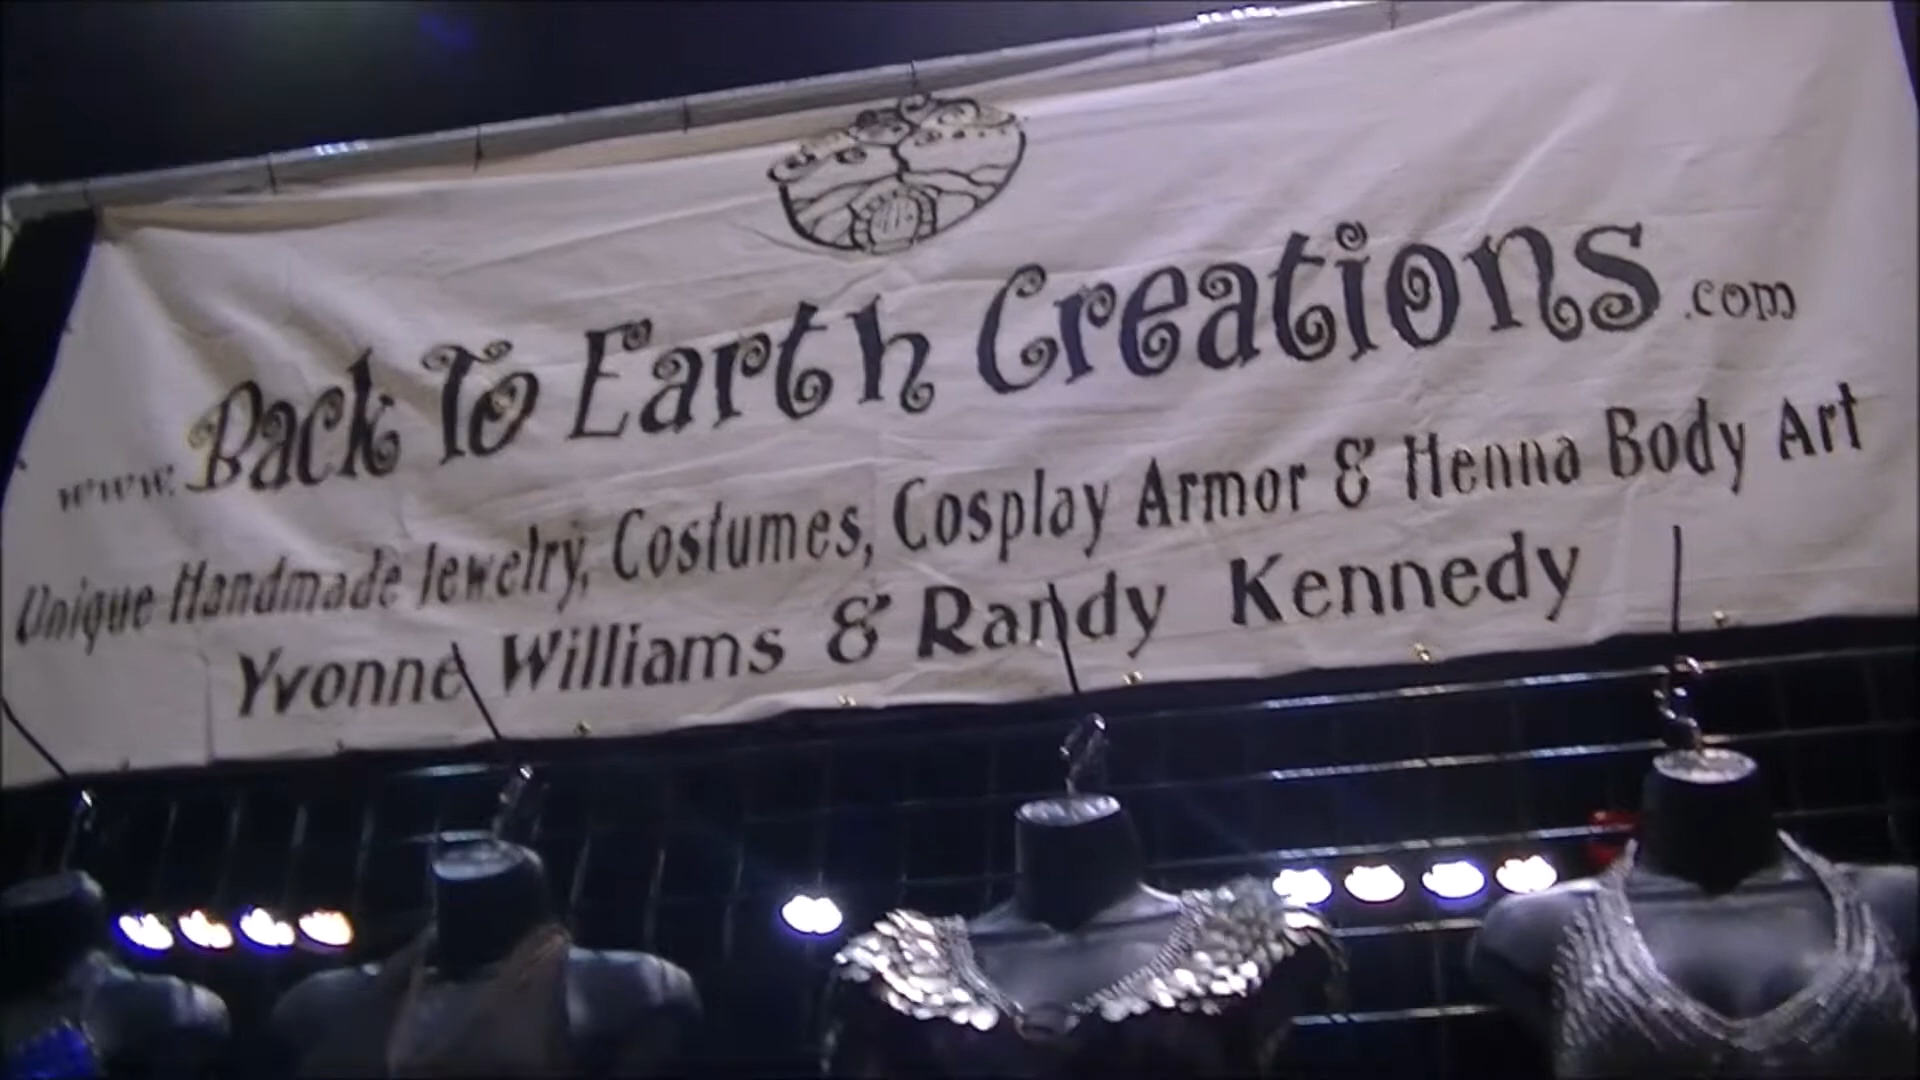 www.Back To Earth Creations.com
Unique Handmade Jewelry, Costumes, Cosplay Armor & Henna Body Art
Yvonne Williams & Randy Kennedy